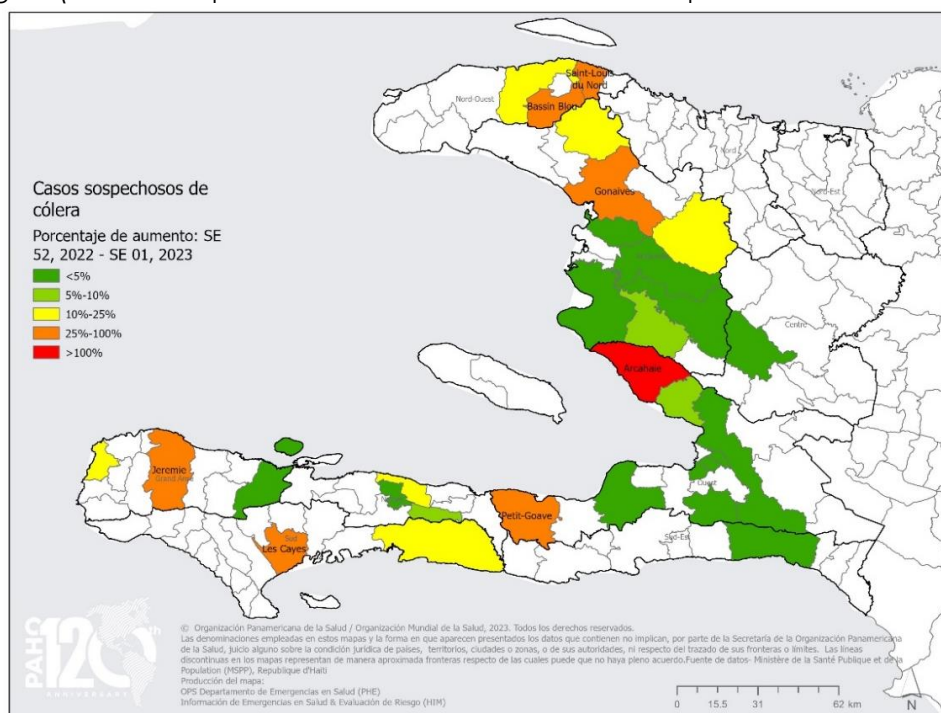 Saint-Louis
du Nord
Nord-Ouest
Bassin Bleu
Nord
Nord-Est
Gonaives
Casos sospechosos de
cólera
Porcentaje de aumento: SE
52, 2022 - SE 01, 2023
<5%
5%-10%
10%-25%
25%-100%
>100%
Centre
Arcahaie
Jeremie
Grand'Anse
Petit-Goave
Ouest
Sud
Les Cayes
Sud-Est
PAHO
120th
ANNIVERSARY
© Organización Panamericana de la Salud / Organización Mundial de la Salud, 2023. Todos los derechos reservados.
Las denominaciones empleadas en estos mapas y la forma en que aparecen presentados los datos que contienen no implican, por parte de la Secretaría de la Organización Panamericana
de la Salud, juicio alguno sobre la condición jurídica de países, territorios, ciudades o zonas, o de sus autoridades, ni respecto del trazado de sus fronteras o límites. Las líneas
discontinuas en los mapas representan de manera aproximada fronteras respecto de las cuales puede que no haya pleno acuerdo.Fuente de datos- Ministère de la Santé Publique et de la
Population (MSPP), Republique d'Haïti
Producción del mapa:
OPS Departamento de Emergencias en Salud (PHE)
Información de Emergencias en Salud & Evaluación de Riesgo (HIM)
0 15.5 31 62 km
N